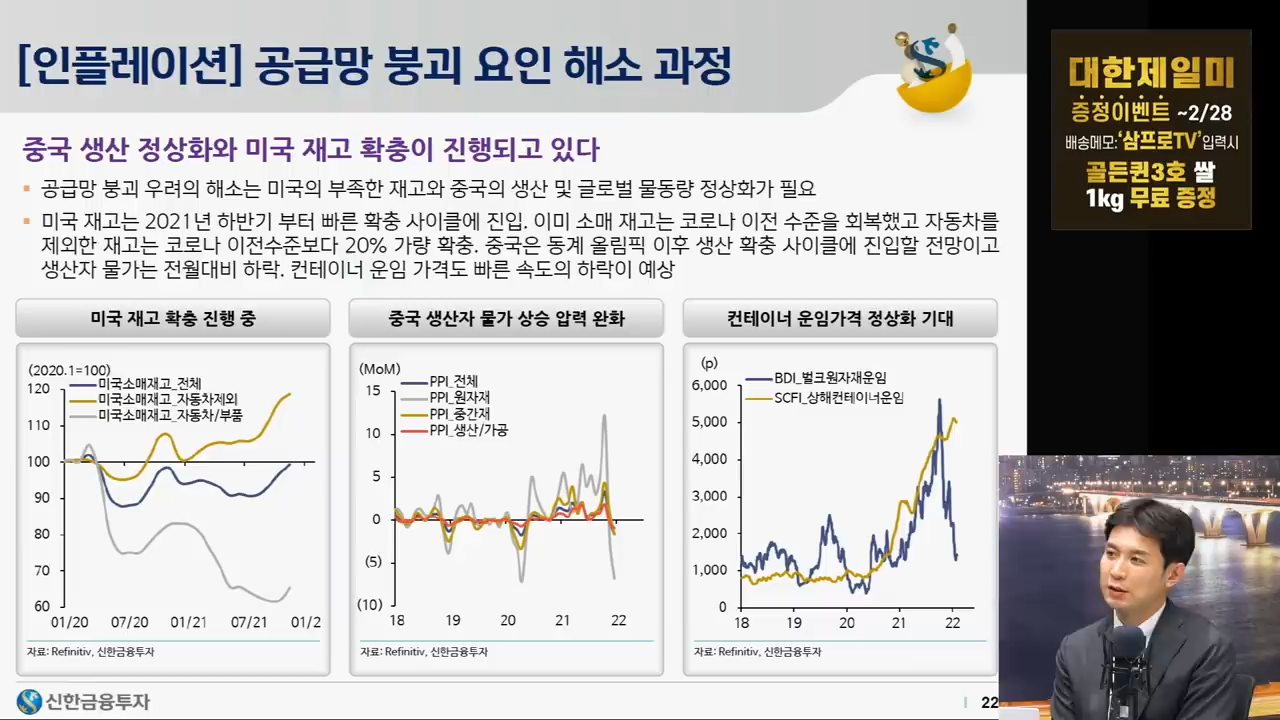 [인플레이션] 공급망 붕괴 요인 해소 과정
중국 생산 정상화와 미국 재고 확충이 진행되고 있다
공급망 붕괴 우려의 해소는 미국의 부족한 재고와 중국의 생산 및 글로벌 물동량 정상화가 필요
미국 재고는 2021년 하반기 부터 빠른 확충 사이클에 진입. 이미 소매 재고는 코로나 이전 수준을 회복했고 자동차를
제외한 재고는 코로나 이전수준보다 20% 가량 확충. 중국은 동계 올림픽 이후 생산 확충 사이클에 진입할 전망이고
생산자 물가는 전월대비 하락. 컨테이너 운임 가격도 빠른 속도의 하락이 예상
미국 재고 확충 진행 중
(2020.1=100)
미국소매재고_전체
미국소매재고_자동차제외
미국소매재고_자동차/부품
120
110
100
90
80
70
60
01/20 07/20 01/21 07/21 01/2
자료: Refinitiv, 신한금융투자
중국 생산자 물가 상승 압력 완화
(MoM)
PPI_전체
PPI_원자재
PPI_중간재
PPI_생산/가공
15
10
5
0
(5)
(10)
18 19 20 21 22
자료: Refinitiv, 신한금융투자
컨테이너 운임가격 정상화 기대
(p)
BDI_벌크원자재운임
SCFI_상해컨테이너운임
6,000
5,000
4,000
3,000
2,000
1,000
0
18 19 20 21 22
자료: Refinitiv, 신한금융투자
신한금융투자
22
대한제일미
증정이벤트 ~2/28
배송메모:'삼프로TV'입력시
골든퀸3호 쌀
1kg 무료 증정